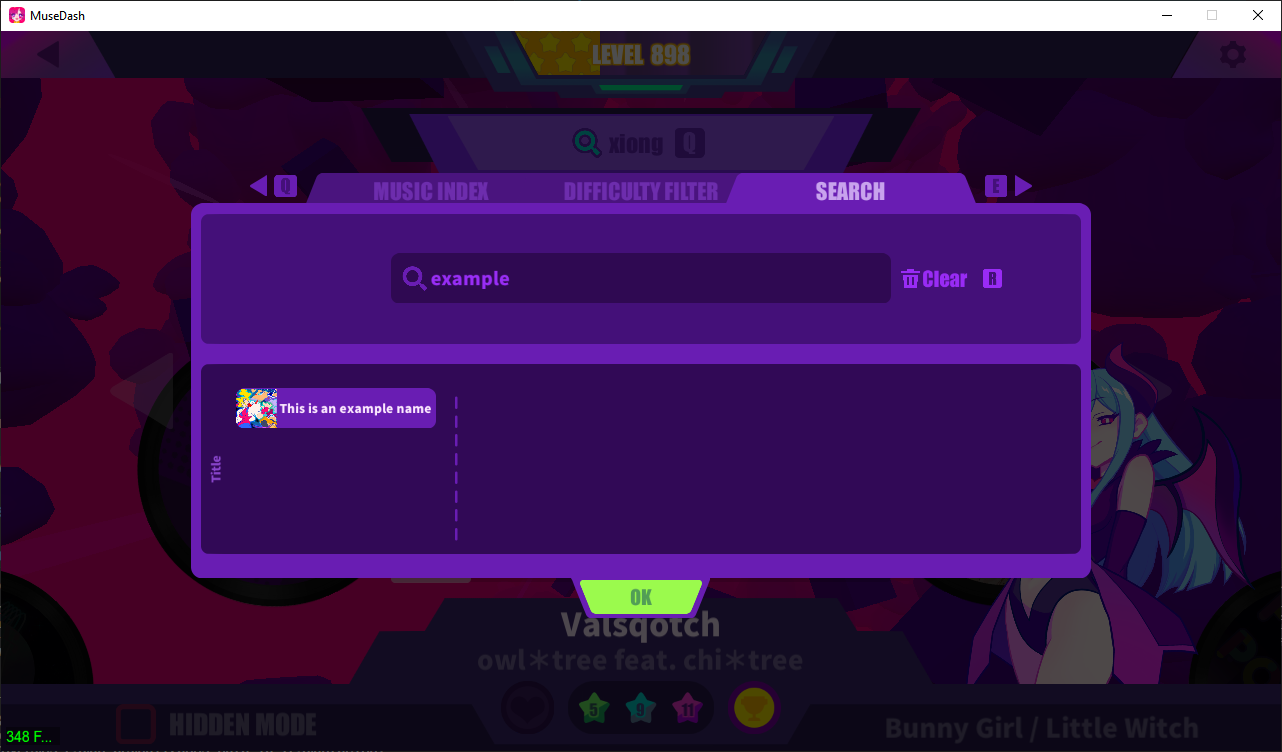 MuseDash
LEVEL 898
xiong Q
Q MUSIC INDEX DIFFICULTY FILTER SEARCH E
example Clear R
This is an example name
Title
OK
Valsqotch
owl＊tree feat. chi＊tree
5 9 11
HIDDEN MODE
Bunny Girl / Little Witch
348 F...